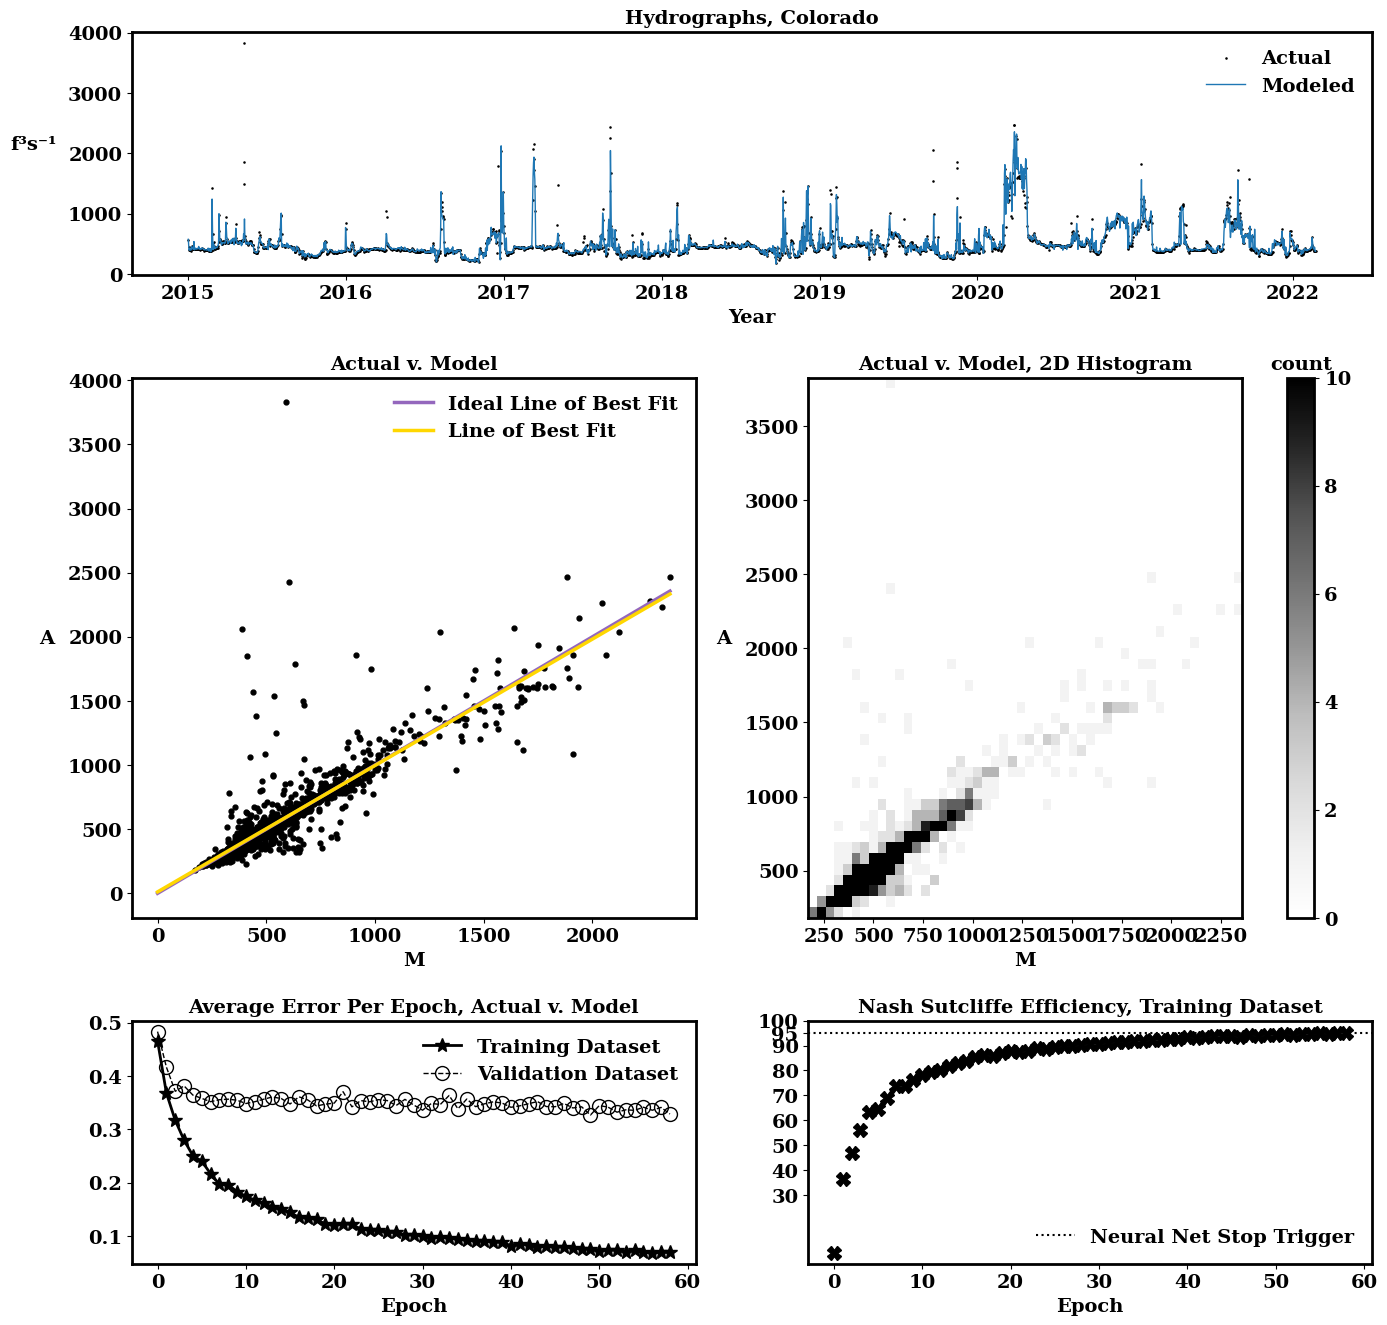 Hydrographs, Colorado
4000
3000
f³s⁻¹
2000
1000
0
Actual
Modeled
2015 2016 2017 2018 2019 2020 2021 2022
Year
Actual v. Model
4000
3500
3000
2500
2000
A
1500
1000
500
0
Ideal Line of Best Fit
Line of Best Fit
0 500 1000 1500 2000
M
Actual v. Model, 2D Histogram
3500
3000
2500
2000
A
1500
1000
500
250 500 750 1000 1250 1500 1750 2000 2250
M
count
10
8
6
4
2
0
Average Error Per Epoch, Actual v. Model
0.5
0.4
0.3
0.2
0.1
Training Dataset
Validation Dataset
0 10 20 30 40 50 60
Epoch
Nash Sutcliffe Efficiency, Training Dataset
100
95
90
80
70
60
50
40
30
Neural Net Stop Trigger
0 10 20 30 40 50 60
Epoch